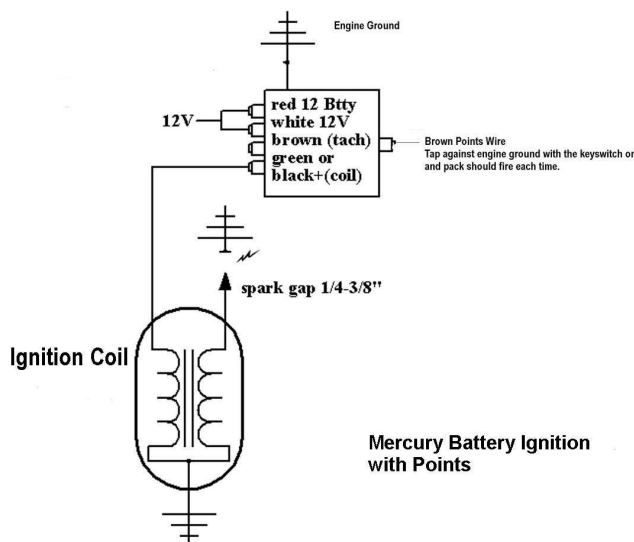 Engine Ground
red 12 Btty
12V
white 12V
brown (tach)
green or
black+(coil)
Brown Points Wire
Tap against engine ground with the keyswitch on
and pack should fire each time.
spark gap 1/4-3/8"
Ignition Coil
Mercury Battery Ignition
with Points